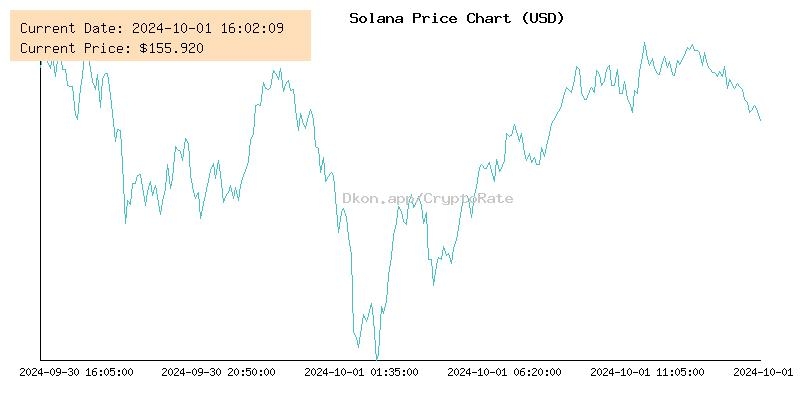 Solana Price Chart (USD)
Current Date: 2024-10-01 16:02:09
Current Price: $155.920
Dkon.app/CryptoRate
2024-09-30 16:05:00
2024-09-30 20:50:00
2024-10-01 01:35:00
2024-10-01 06:20:00
2024-10-01 11:05:00
2024-10-01